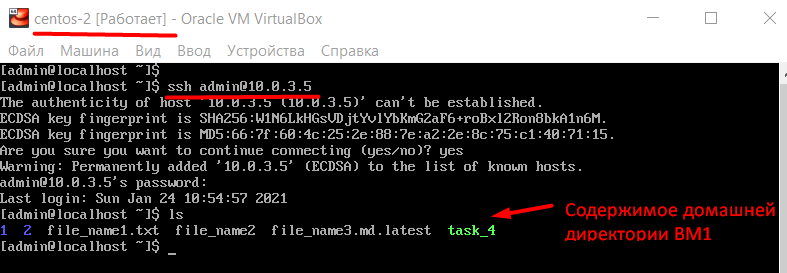 centos-2 [Работает] - Oracle VM VirtualBox
Файл Машина Вид Ввод Устройства Справка
[admin@localhost ~]$
[admin@localhost ~]$ ssh admin@10.0.3.5
The authenticity of host '10.0.3.5 (10.0.3.5)' can't be established.
ECDSA key fingerprint is SHA256:W1N6LkHGsVDjtYvlYbKmG2aF6+roBxl2Ron8bkA1n6M.
ECDSA key fingerprint is MD5:66:7f:60:4c:25:2e:88:7e:a2:2e:8c:75:c1:40:71:15.
Are you sure you want to continue connecting (yes/no)? yes
Warning: Permanently added '10.0.3.5' (ECDSA) to the list of known hosts.
admin@10.0.3.5's password:
Last login: Sun Jan 24 10:54:57 2021
[admin@localhost ~]$ ls
1 2 file_name1.txt file_name2 file_name3.md.latest task_4
[admin@localhost ~]$ _
Содержимое домашней
директории ВМ1